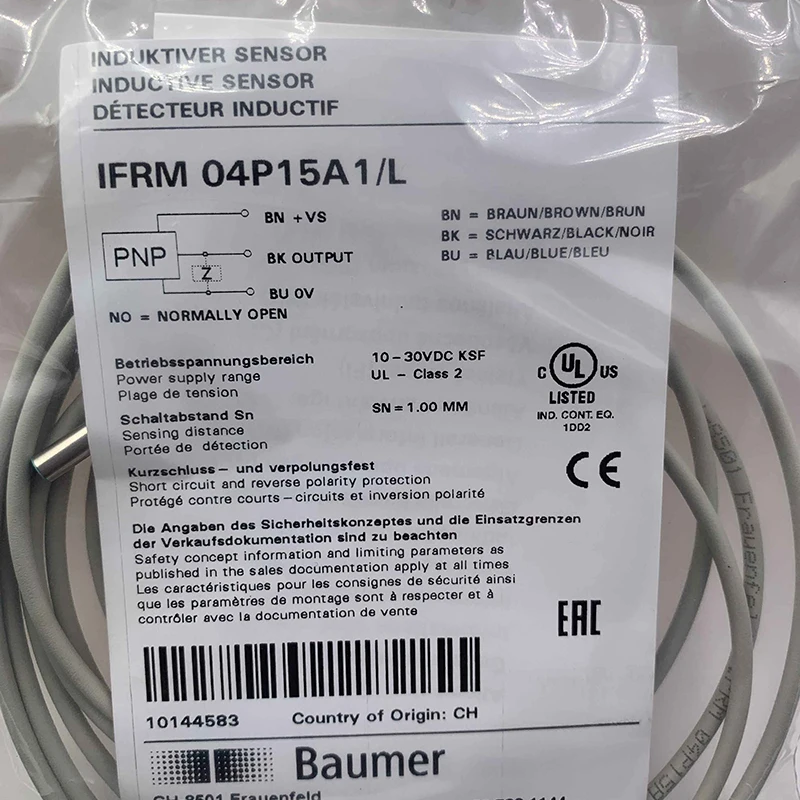 INDUKTIVER SENSOR
INDUCTIVE SENSOR
DÉTECTEUR INDUCTIF
IFRM 04P15A1/L
BN +VS
PNP
BK OUTPUT
Z
BU 0V
NO = NORMALLY OPEN
BN = BRAUN/BROWN/BRUN
BK = SCHWARZ/BLACK/NOIR
BU = BLAU/BLUE/BLEU
Betriebsspannungsbereich
Power supply range
Plage de tension
10-30VDC KSF
UL - Class 2
Schaltabstand Sn
Sensing distance
Portée de détection
SN = 1.00 MM
C UL US
LISTED
IND. CONT. EQ.
1DD2
Kurzschluss- und verpolungsfest
Short circuit and reverse polarity protection
Protégé contre courts-circuits et inversion polarité
CE
Die Angaben des Sicherheitskonzeptes und die Einsatzgrenzen
der Verkaufsdokumentation sind zu beachten
Safety concept information and limiting parameters as
published in the sales documentation apply at all times
Les caractéristiques pour les consignes de sécurité ainsi
que les paramètres de montage sont à respecter et à
contrôler avec la documentation de vente
EAC
10144583 Country of Origin: CH
Baumer
CH-8501 Frauenfeld
8501 Frauenfel